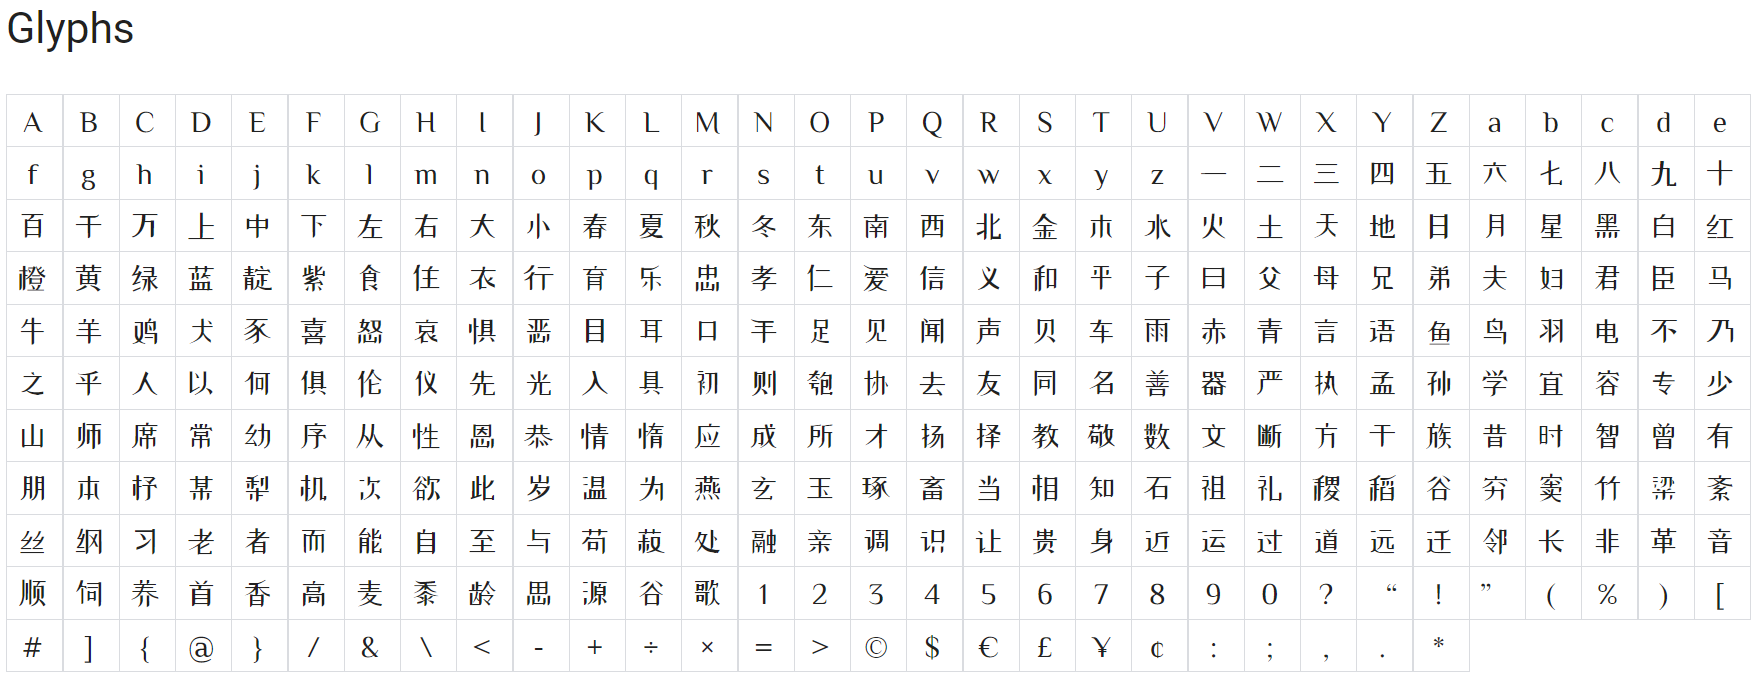 Glyphs
A B C D E F G H I J K L M N O P Q R S T U V W X Y Z a b c d e
f g h i j k l m n o p q r s t u v w x y z 一 二 三 四 五 六 七 八 九 十
百 千 万 上 中 下 左 右 大 小 春 夏 秋 冬 东 南 西 北 金 木 水 火 土 天 地 日 月 星 黑 白 红
橙 黄 绿 蓝 靛 紫 食 住 衣 行 育 乐 忠 孝 仁 爱 信 义 和 平 子 曰 父 母 兄 弟 夫 妇 君 臣 马
牛 羊 鸡 犬 豕 喜 怒 哀 惧 恶 目 耳 口 手 足 见 闻 声 贝 车 雨 赤 青 言 语 鱼 鸟 羽 电 不 乃
之 乎 人 以 何 俱 伦 仪 先 光 入 具 初 则 匏 协 去 友 同 名 善 器 严 执 孟 孙 学 宜 容 专 少
山 师 席 常 幼 序 从 性 恩 恭 情 惰 应 成 所 才 扬 择 教 敬 数 文 断 方 干 族 昔 时 智 曾 有
朋 本 杼 某 犁 机 次 欲 此 岁 温 为 燕 玄 玉 琢 畜 当 相 知 石 祖 礼 稷 稻 谷 穷 窦 竹 粱 紊
丝 纲 习 老 者 而 能 自 至 与 苟 菽 处 融 亲 调 识 让 贵 身 近 运 过 道 远 迁 邻 长 非 革 音
顺 饲 养 首 香 高 麦 黍 龄 思 源 谷 歌 1 2 3 4 5 6 7 8 9 0 ? “ ! ” ( % ) [
# ] { @ } / & \ < - + ÷ × = > © $ € £ ¥ ¢ : ; , . *